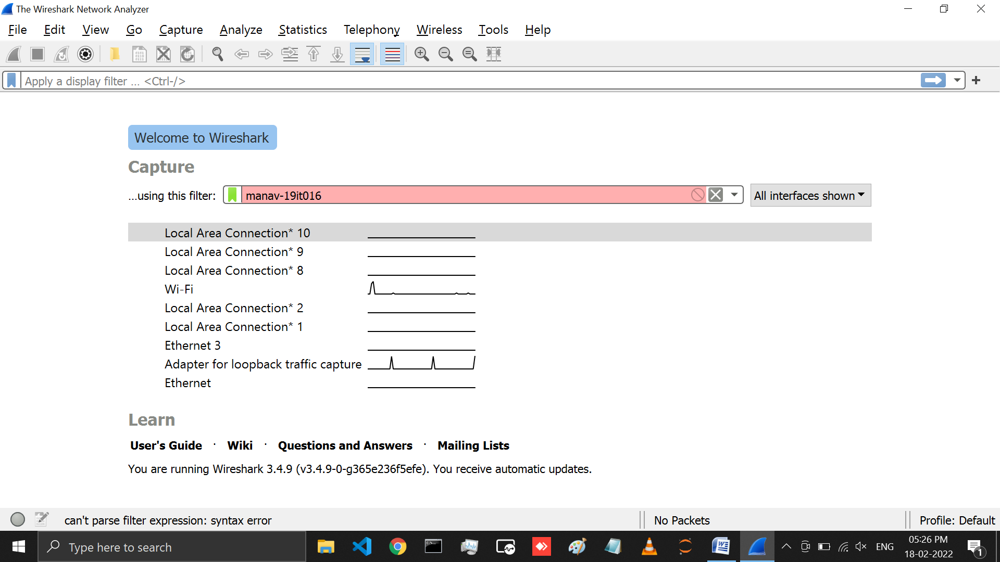 The Wireshark Network Analyzer
File Edit View Go Capture Analyze Statistics Telephony Wireless Tools Help
Apply a display filter ... <Ctrl-/>
Welcome to Wireshark
Capture
...using this filter: manav-19it016 All interfaces shown
Local Area Connection* 10
Local Area Connection* 9
Local Area Connection* 8
Wi-Fi
Local Area Connection* 2
Local Area Connection* 1
Ethernet 3
Adapter for loopback traffic capture
Ethernet
Learn
User's Guide · Wiki · Questions and Answers · Mailing Lists
You are running Wireshark 3.4.9 (v3.4.9-0-g365e236f5efe). You receive automatic updates.
can't parse filter expression: syntax error No Packets Profile: Default
Type here to search ENG 05:26 PM 1
18-02-2022